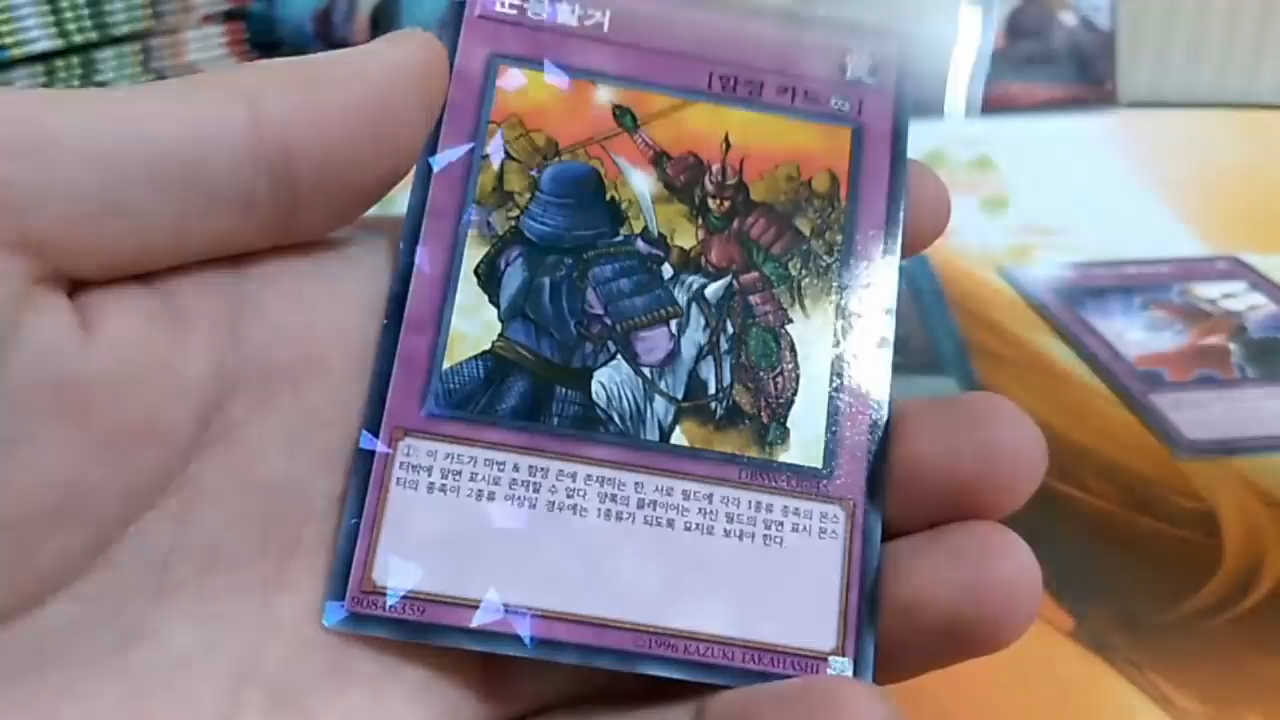 군웅할거
[함정 카드∞]
DBSW-KR045
①: 이 카드가 마법 & 함정 존에 존재하는 한, 서로 필드에 각각 1종류 종족의 몬스
터밖에 앞면 표시로 존재할 수 없다. 양쪽의 플레이어는 자신 필드의 앞면 표시 몬스
터의 종족이 2종류 이상일 경우에는 1종류가 되도록 묘지로 보내야 한다.
90846359
©1996 KAZUKI TAKAHASHI